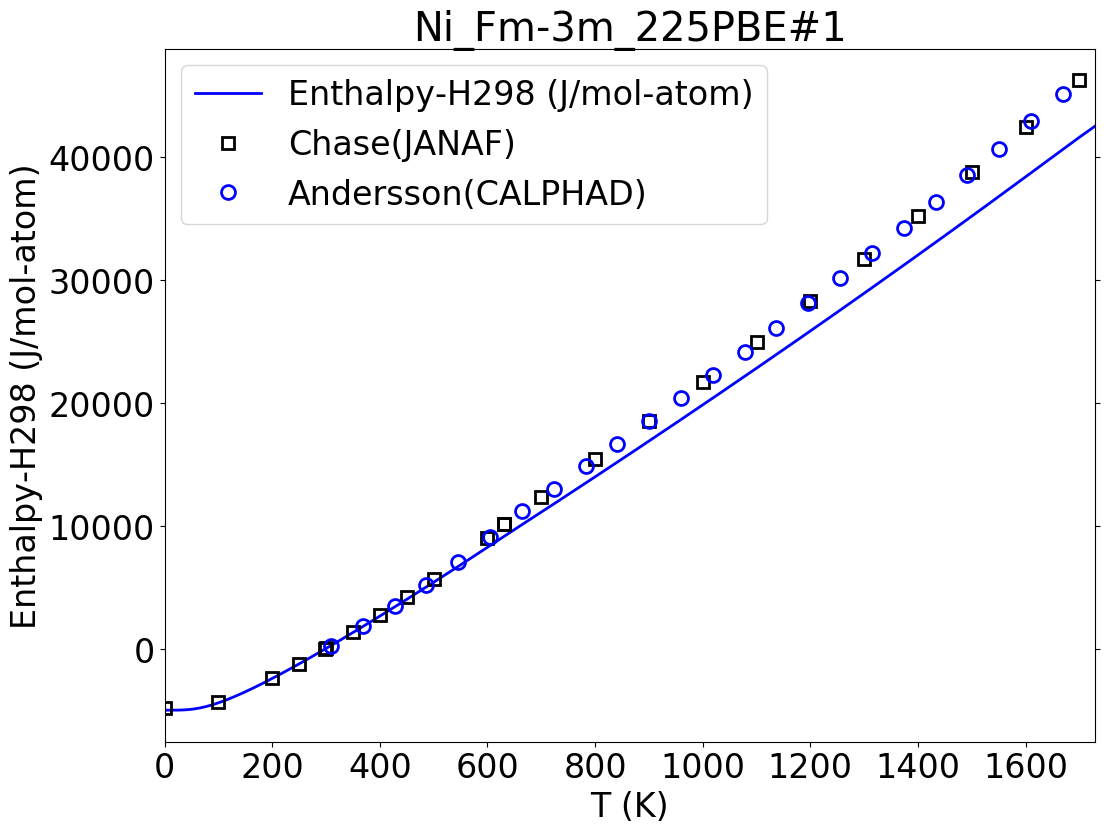 Ni_Fm-3m_225PBE#1
Enthalpy-H298 (J/mol-atom)
Chase(JANAF)
Andersson(CALPHAD)
Enthalpy-H298 (J/mol-atom)
40000
30000
20000
10000
0
0 200 400 600 800 1000 1200 1400 1600
T (K)